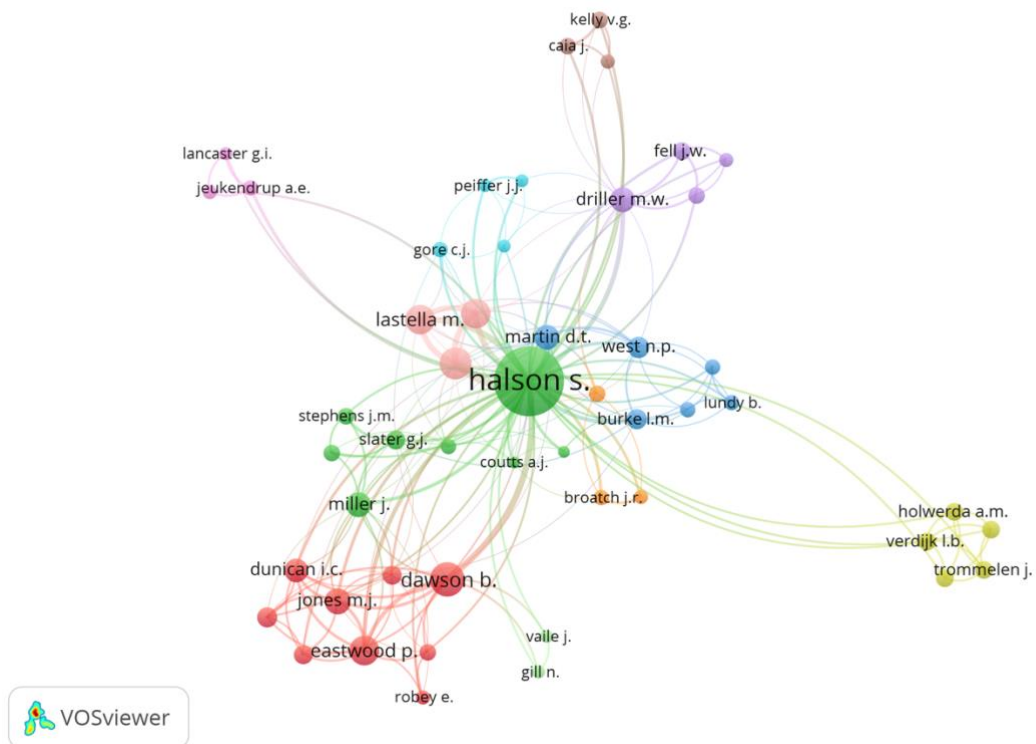 kelly v.g.
caia j.
lancaster g.i.
fell j.w.
jeukendrup a.e.
peiffer j.j.
driller m.w.
gore c.j.
lastella m.
martin d.t.
west n.p.
halson s.
lundy b.
stephens j.m.
burke l.m.
slater g.j.
coutts a.j.
miller j.
broatch j.r.
holwerda a.m.
verdijk l.b.
dunican i.c.
dawson b.
trommelen j.
jones m.j.
vaile j.
eastwood p.
gill n.
robey e.
VOSviewer